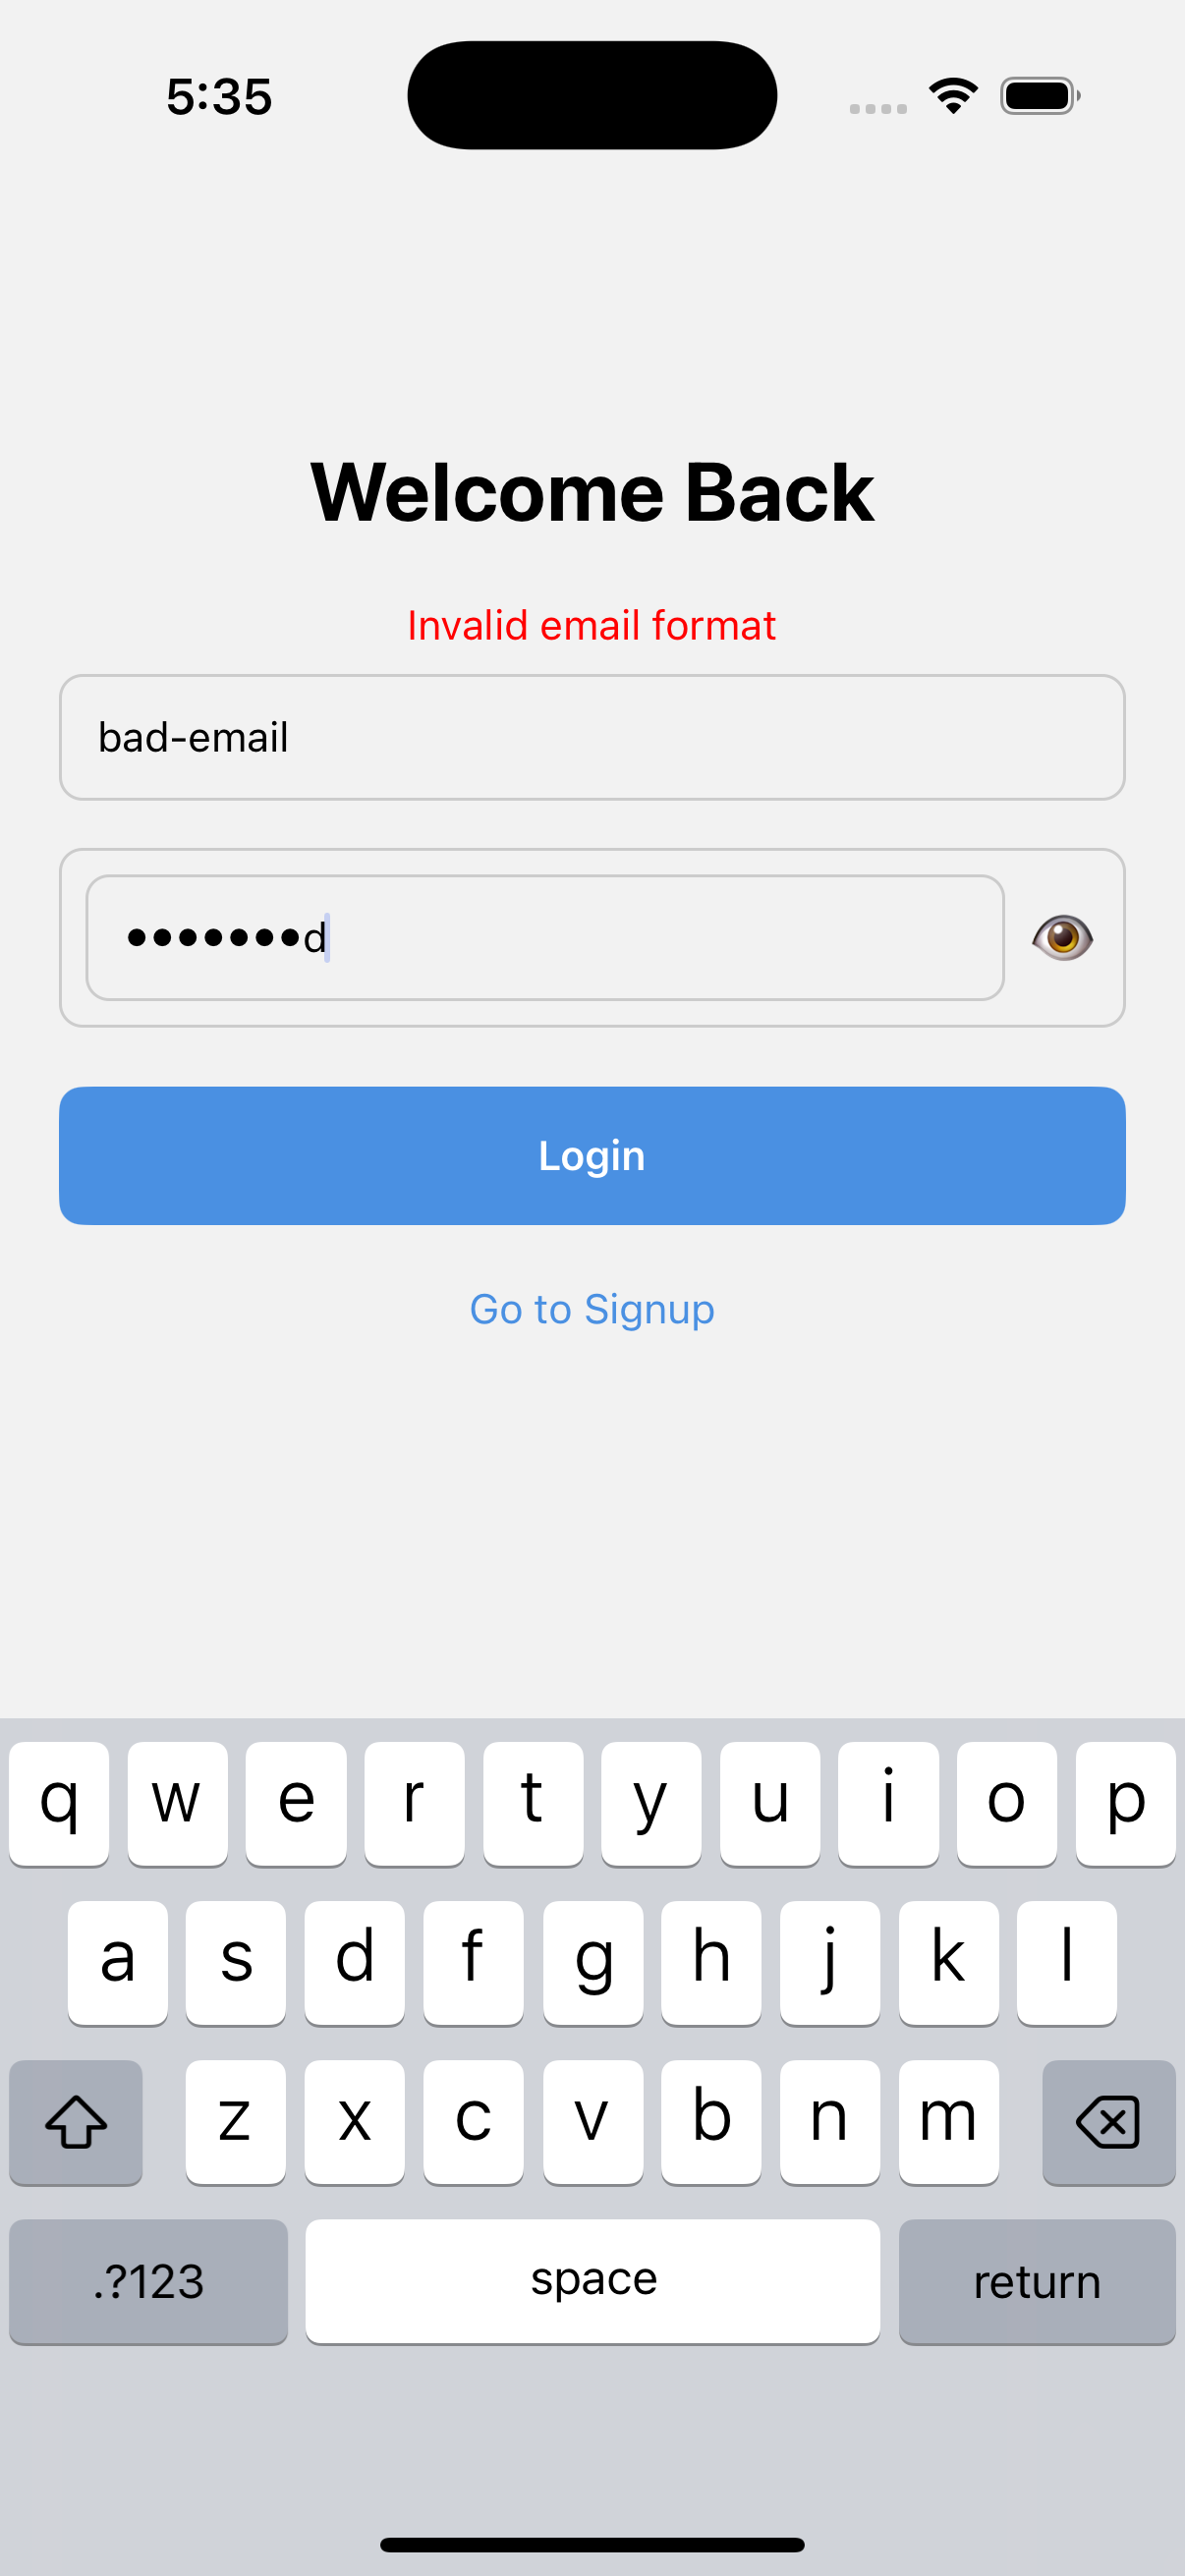 5:35
Welcome Back
Invalid email format
bad-email
•••••••d
Login
Go to Signup
q w e r t y u i o p
a s d f g h j k l
z x c v b n m
.?123 space return